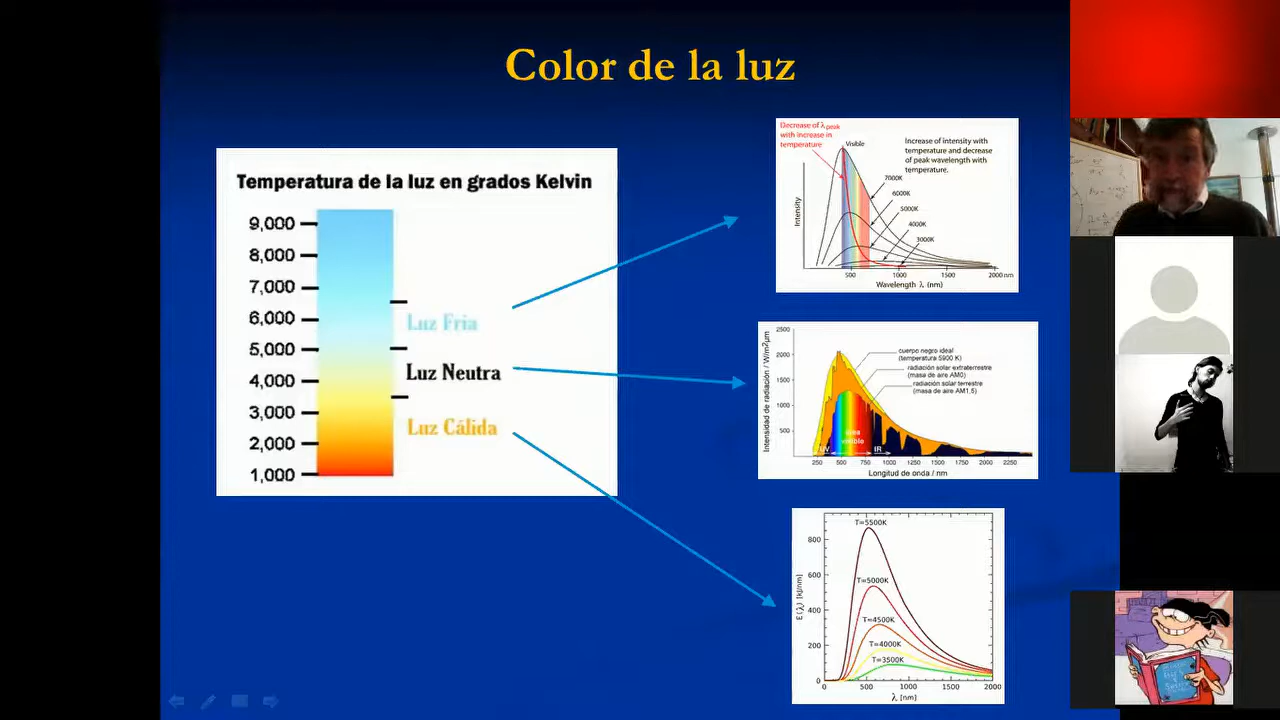 Color de la luz
Temperatura de la luz en grados Kelvin
9,000
8,000
7,000
6,000
5,000
4,000
3,000
2,000
1,000
Luz Fria
Luz Neutra
Luz Cálida
Decrease of λ peak
with increase in
temperature
Visible
Increase of intensity with
temperature and decrease
of peak wavelength with
temperature.
7000K
6000K
5000K
4000K
3000K
Intensity
500 1000 1500 2000 nm
Wavelength λ (nm)
Intensidad de radiación / W/m²μm
2500
2000
1500
1000
500
cuerpo negro ideal
(temperatura 5900 K)
radiación solar extraterrestre
(masa de aire AM0)
radiación solar terrestre
(masa de aire AM1,5)
área
visible
UV IR
250 500 750 1000 1250 1500 1750 2000 2250
Longitud de onda / nm
T=5500K
T=5000K
T=4500K
T=4000K
T=3500K
800
600
400
200
0
E(λ) [kJ/nm]
0 500 1000 1500 2000
λ [nm]